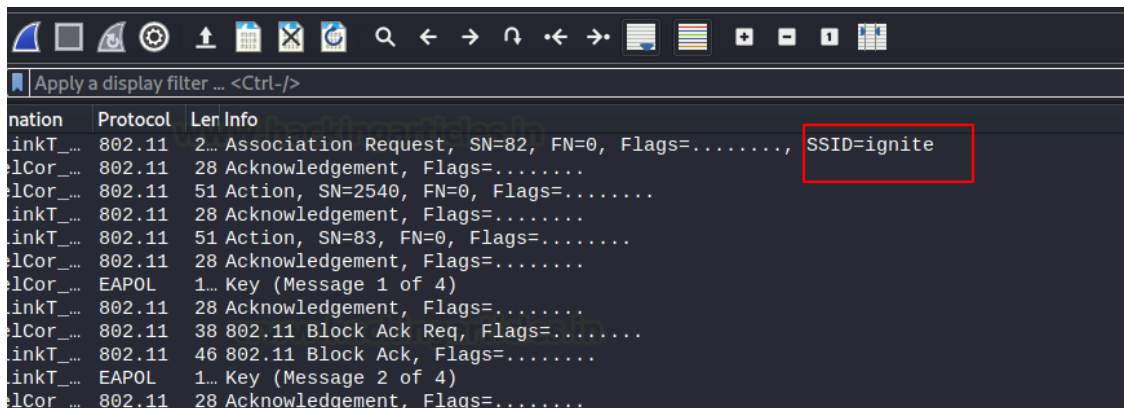 Apply a display filter ... <Ctrl-/>
nation Protocol Ler Info
.inkT_… 802.11 2… Association Request, SN=82, FN=0, Flags=........, SSID=ignite
elCor_… 802.11 28 Acknowledgement, Flags=........
elCor_… 802.11 51 Action, SN=2540, FN=0, Flags=........
.inkT_… 802.11 28 Acknowledgement, Flags=........
.inkT_… 802.11 51 Action, SN=83, FN=0, Flags=........
elCor_… 802.11 28 Acknowledgement, Flags=........
elCor_… EAPOL 1… Key (Message 1 of 4)
.inkT_… 802.11 28 Acknowledgement, Flags=........
elCor_… 802.11 38 802.11 Block Ack Req, Flags=........
.inkT_… 802.11 46 802.11 Block Ack, Flags=........
.inkT_… EAPOL 1… Key (Message 2 of 4)
elCor_… 802.11 28 Acknowledgement, Flags=........